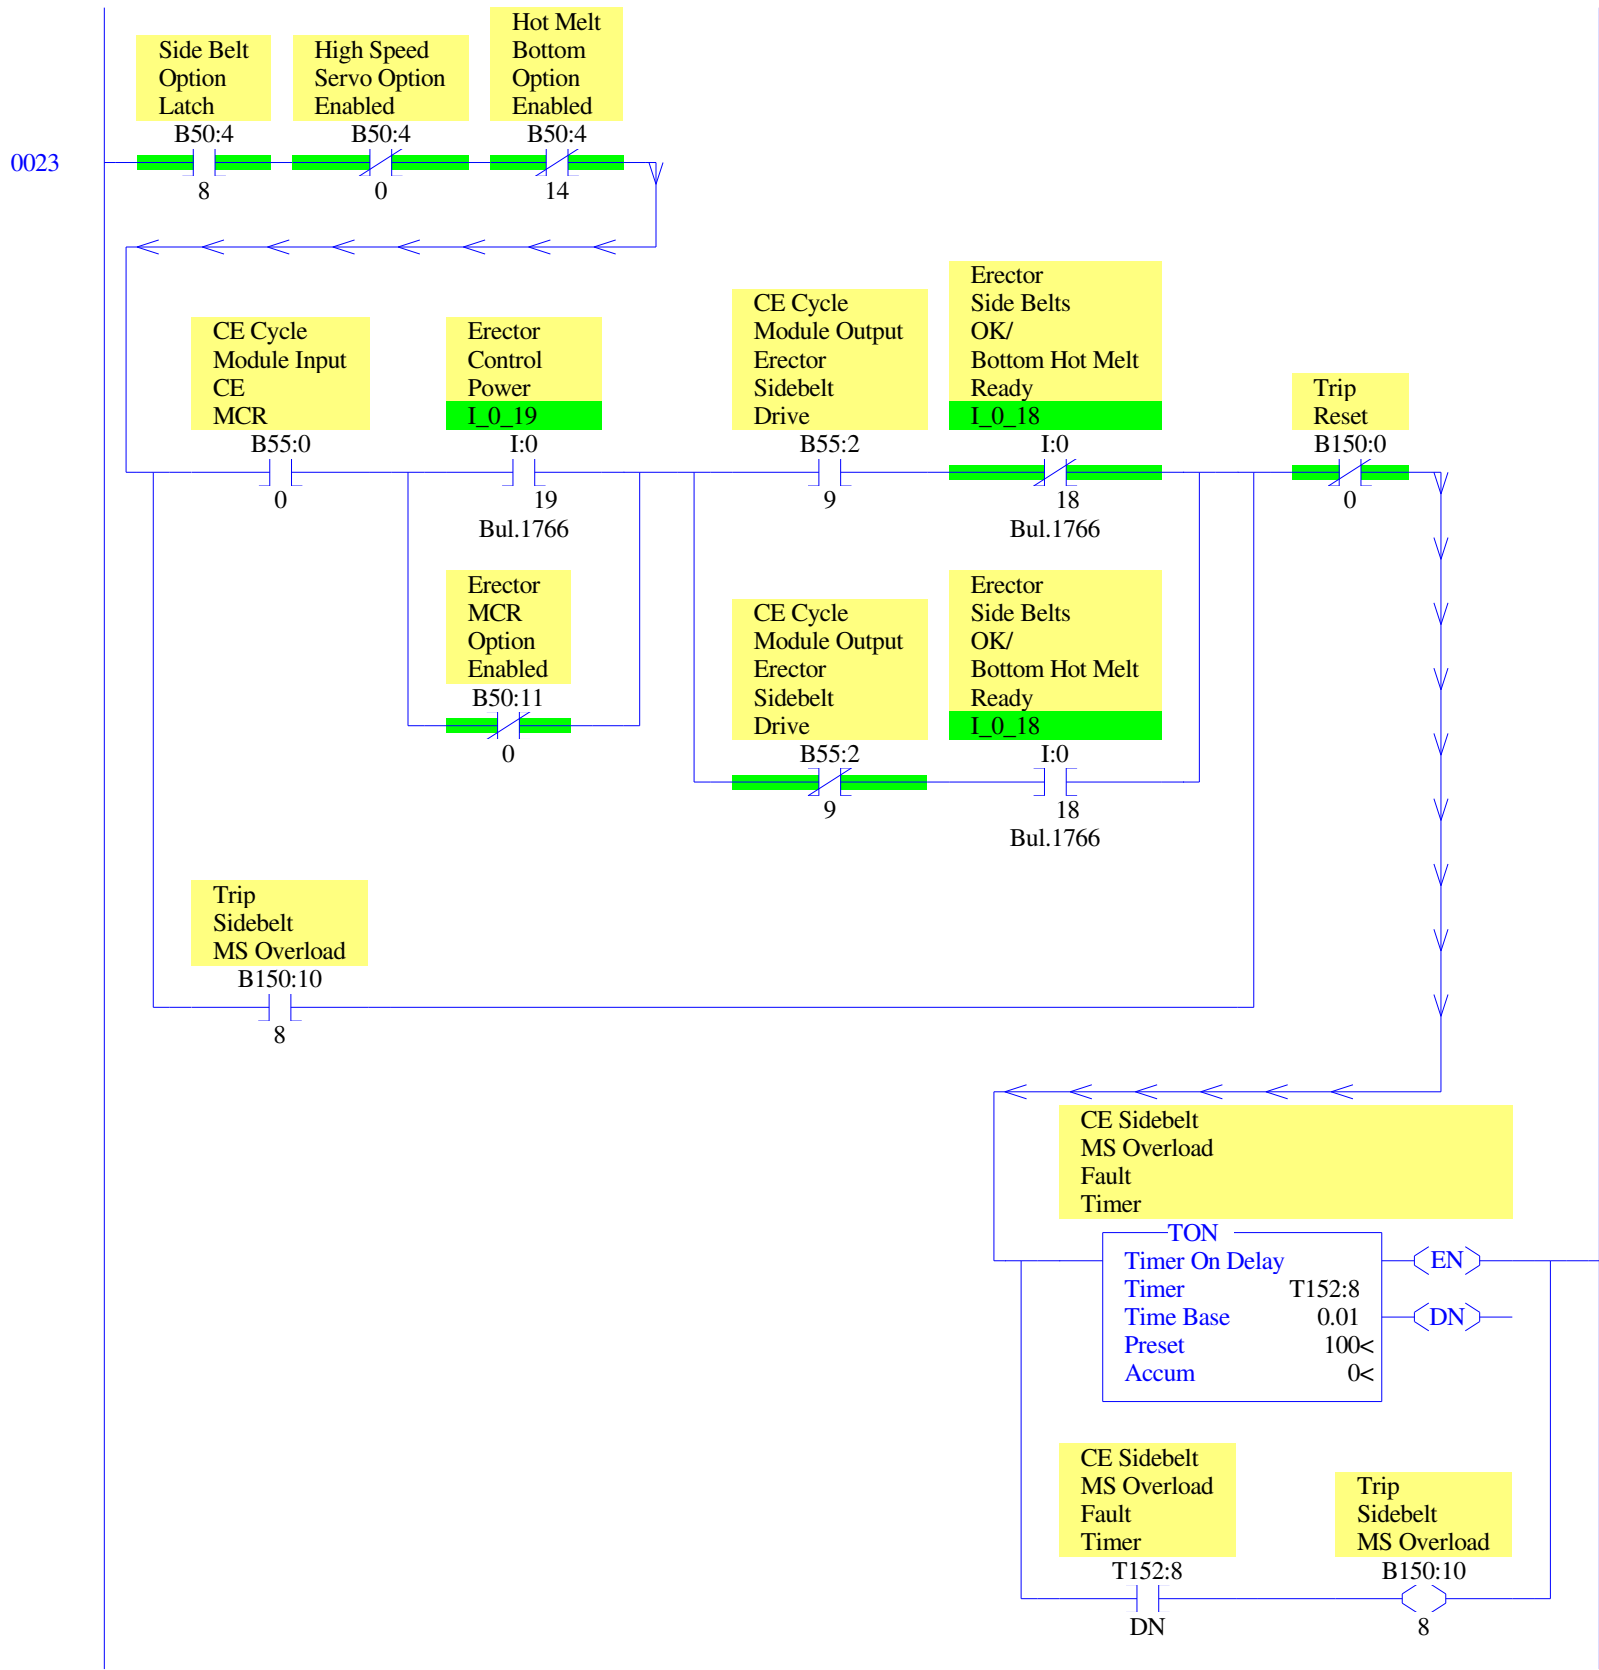 Side Belt
Option
Latch
B50:4
8
High Speed
Servo Option
Enabled
B50:4
0
Hot Melt
Bottom
Option
Enabled
B50:4
14
0023
CE Cycle
Module Input
CE
MCR
B55:0
0
Erector
Control
Power
I_0_19
I:0
19
Bul.1766
CE Cycle
Module Output
Erector
Sidebelt
Drive
B55:2
9
Erector
Side Belts
OK/
Bottom Hot Melt
Ready
I_0_18
I:0
18
Bul.1766
Trip
Reset
B150:0
0
Erector
MCR
Option
Enabled
B50:11
0
CE Cycle
Module Output
Erector
Sidebelt
Drive
B55:2
9
Erector
Side Belts
OK/
Bottom Hot Melt
Ready
I_0_18
I:0
18
Bul.1766
Trip
Sidebelt
MS Overload
B150:10
8
CE Sidebelt
MS Overload
Fault
Timer
TON
Timer On Delay
Timer T152:8
Time Base 0.01
Preset 100<
Accum 0<
EN
DN
CE Sidebelt
MS Overload
Fault
Timer
T152:8
DN
Trip
Sidebelt
MS Overload
B150:10
8